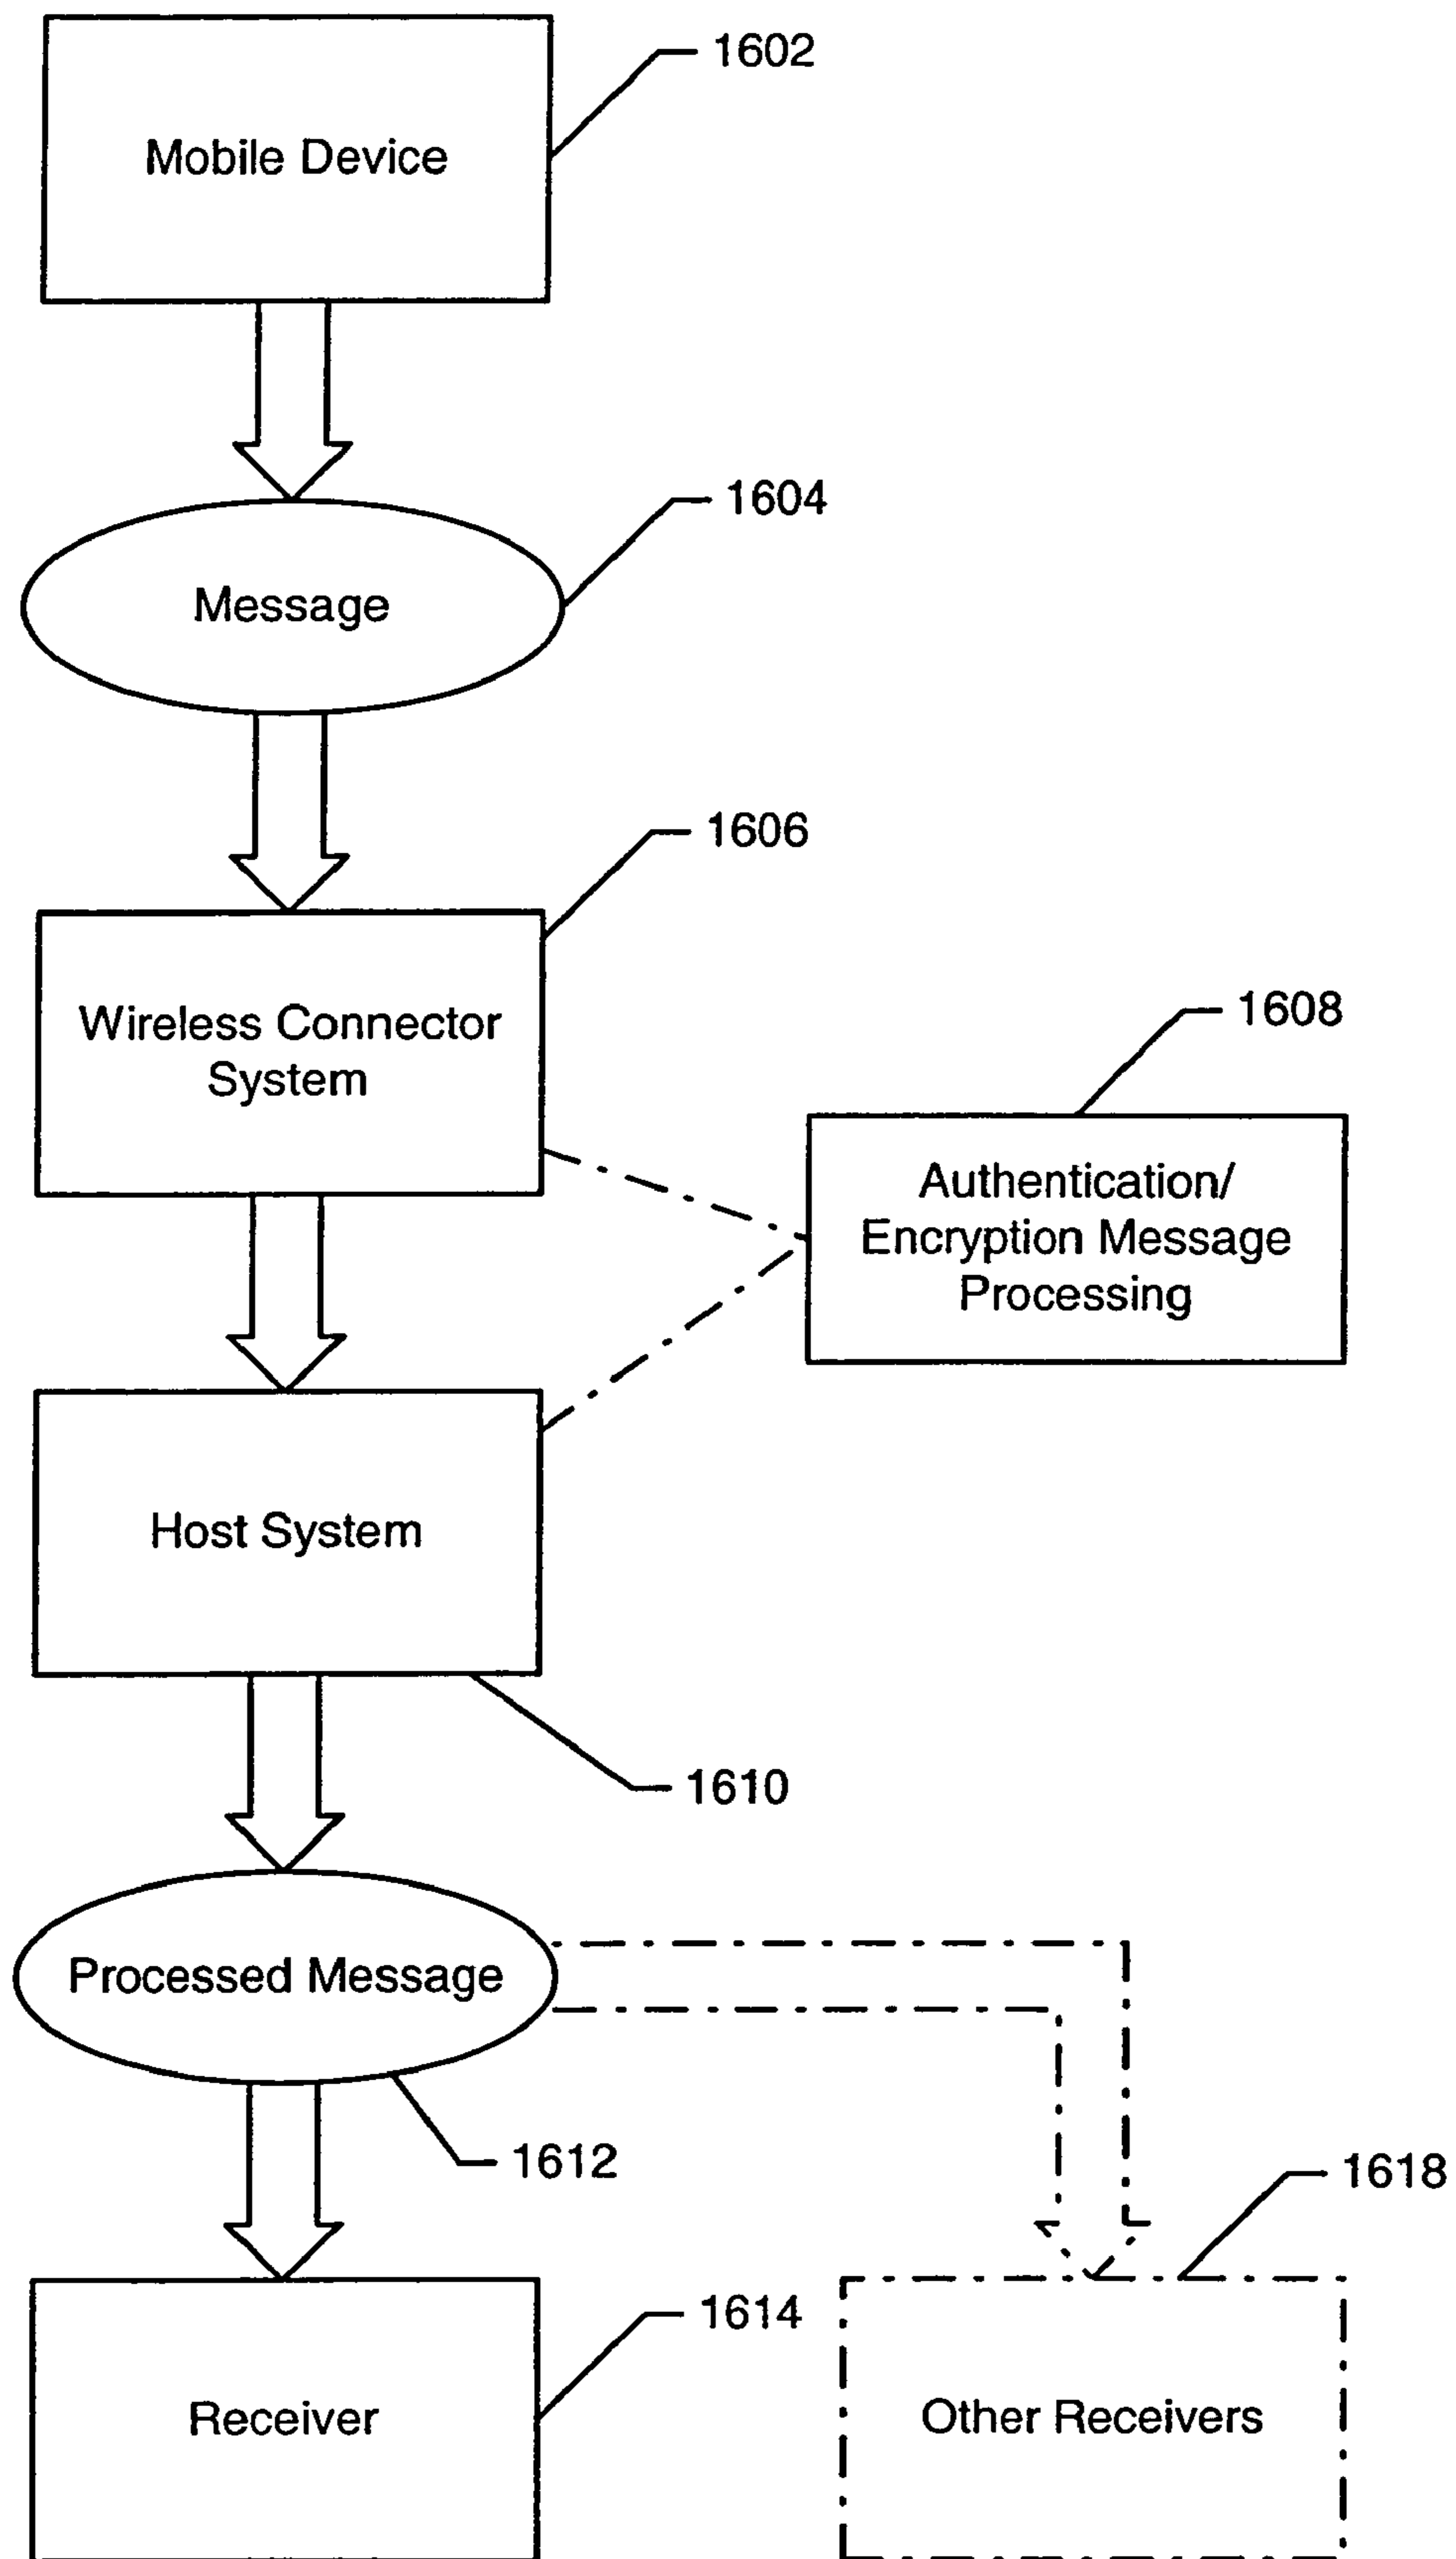 1602
Mobile Device
1604
Message
1606
Wireless Connector
System
1608
Authentication/
Encryption Message
Processing
Host System
1610
Processed Message
1612
1618
1614
Receiver
Other Receivers